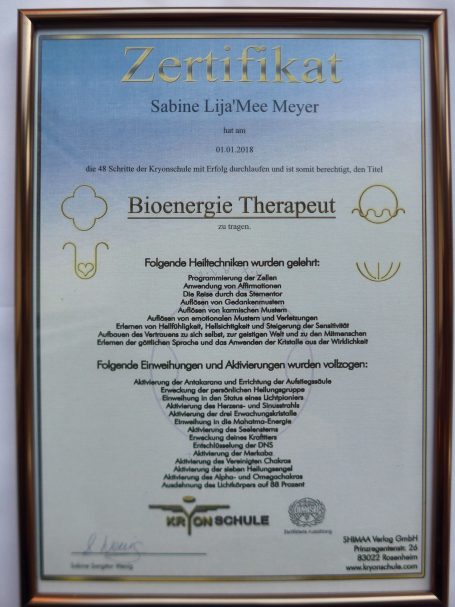 Zertifikat
Sabine Lija'Mee Meyer
hat am
01.01.2018
die 48 Schritte der Kryonschule mit Erfolg durchlaufen und ist somit berechtigt, den Titel
Bioenergie Therapeut
zu tragen.
Folgende Heiltechniken wurden gelehrt:
Programmierung der Zellen
Anwendung von Affirmationen
Die Reise durch das Sternentor
Auflösen von Gedankenmustern
Auflösen von karmischen Mustern
Auflösen von emotionalen Mustern und Verletzungen
Erlernen von Hellfühligkeit, Hellsichtigkeit und Steigerung der Sensitivität
Aufbauen des Vertrauens zu sich selbst, zur geistigen Welt und zu den Mitmenschen
Erlernen der göttlichen Sprache und das Anwenden der Kristalle aus der Wirklichkeit
Folgende Einweihungen und Aktivierungen wurden vollzogen:
Aktivierung der Antakarana und Errichtung der Aufstiegssäule
Erweckung der persönlichen Heilungsgruppe
Einweihung in den Status eines Lichtpioniers
Aktivierung des Herzens- und Sinusstrahls
Aktivierung der drei Erwachungskristalle
Einweihung in die Mahatma-Energie
Aktivierung des Seelensterns
Erweckung deines Krafttiers
Entschlüsselung der DNS
Aktivierung der Merkaba
Aktivierung des Vereinigten Chakras
Aktivierung der sieben Heilungsengel
Aktivierung des Alpha- und Omegachakras
Ausdehnung des Lichtkörpers auf 88 Prozent
KRYONSCHULE
Zertifizierte Ausbildung
SHIMAA Verlag GmbH
Prinzregentenstr. 26
83022 Rosenheim
www.kryonschule.com
Sabine Sangitar Wenig